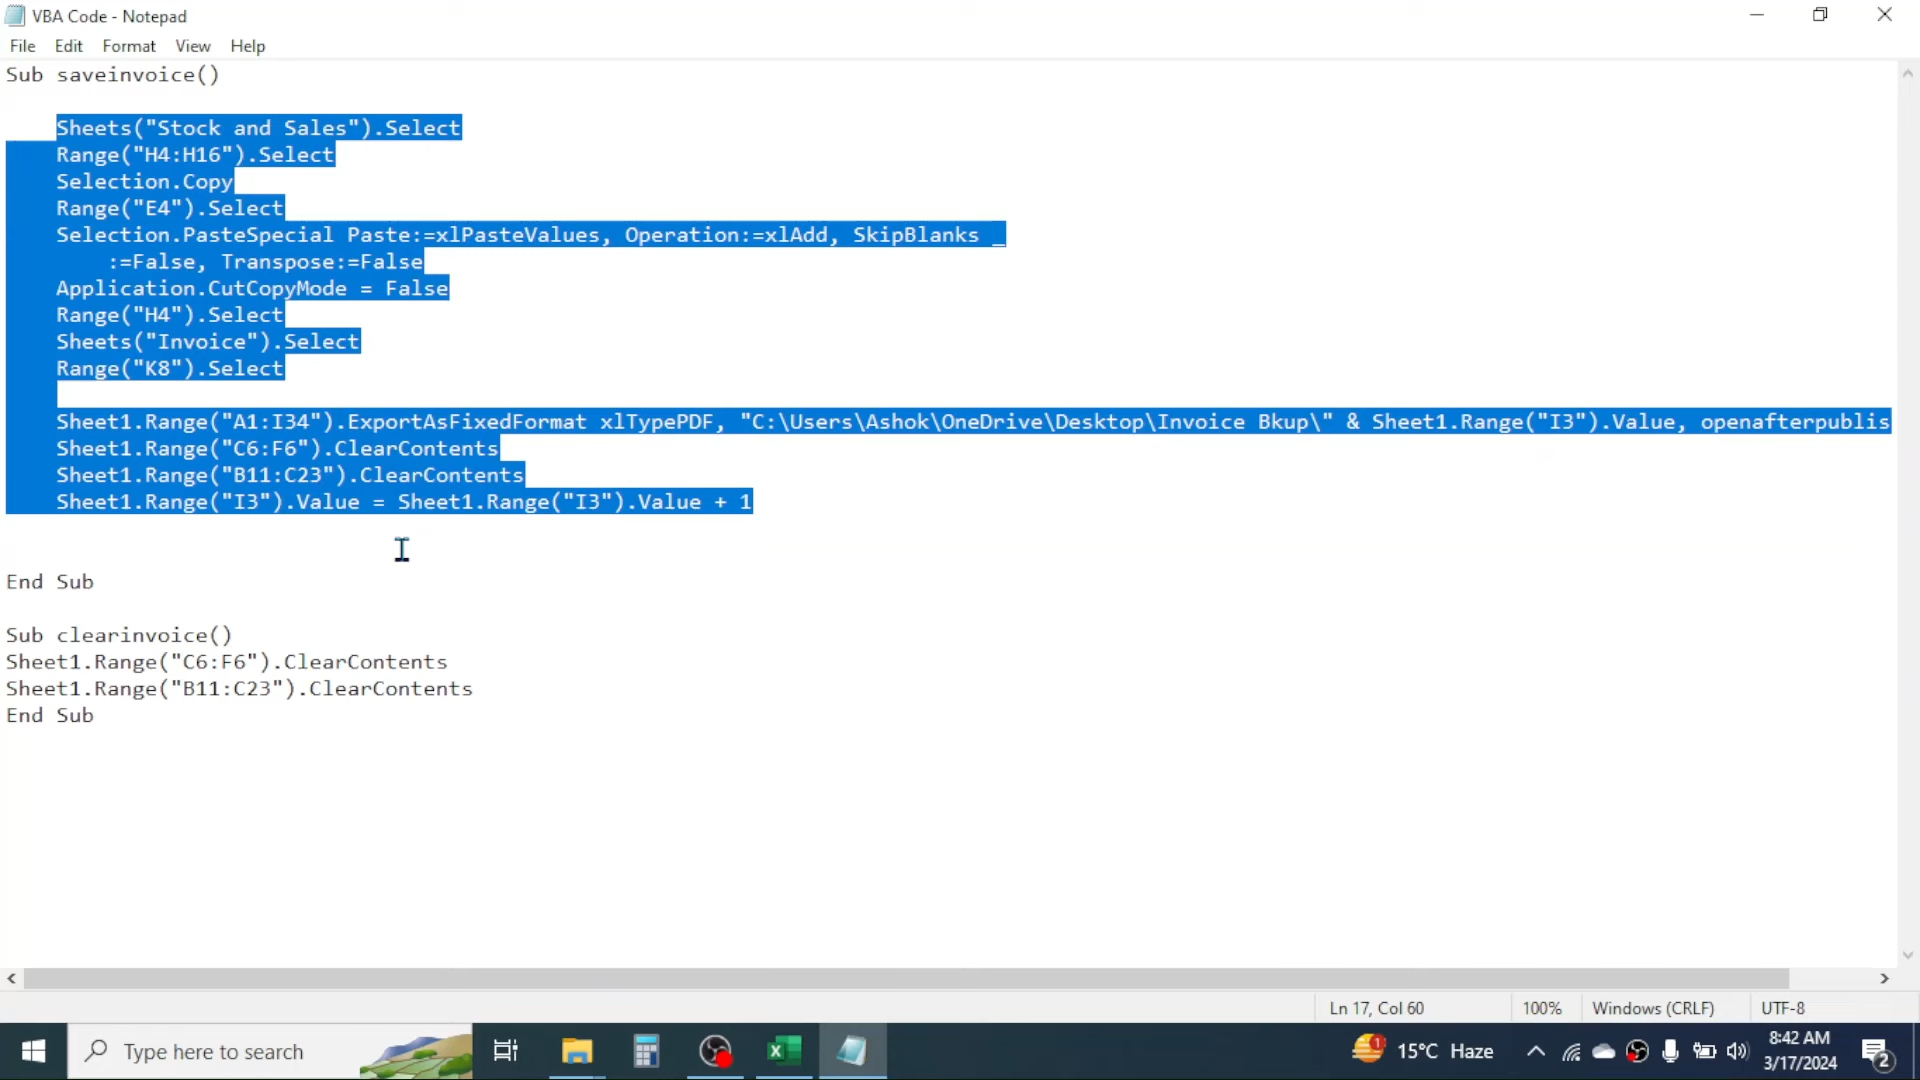 VBA Code - Notepad
File Edit Format View Help
Sub saveinvoice()
Sheets("Stock and Sales").Select
Range("H4:H16").Select
Selection.Copy
Range("E4").Select
Selection.PasteSpecial Paste:=xlPasteValues, Operation:=xlAdd, SkipBlanks _
:=False, Transpose:=False
Application.CutCopyMode = False
Range("H4").Select
Sheets("Invoice").Select
Range("K8").Select
Sheet1.Range("A1:I34").ExportAsFixedFormat xlTypePDF, "C:\Users\Ashok\OneDrive\Desktop\Invoice Bkup\" & Sheet1.Range("I3").Value, openafterpublis
Sheet1.Range("C6:F6").ClearContents
Sheet1.Range("B11:C23").ClearContents
Sheet1.Range("I3").Value = Sheet1.Range("I3").Value + 1
End Sub
Sub clearinvoice()
Sheet1.Range("C6:F6").ClearContents
Sheet1.Range("B11:C23").ClearContents
End Sub
Ln 17, Col 60 100% Windows (CRLF) UTF-8
Type here to search 1 15°C Haze 8:42 AM
3/17/2024 2